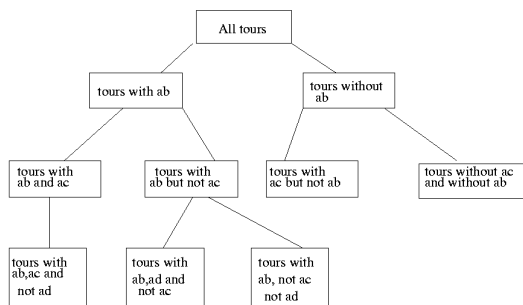 All tours
tours with ab
tours without
ab
tours with
ab and ac
tours with
ab but not ac
tours with
ac but not ab
tours without ac
and without ab
tours with
ab,ac and
not ad
tours with
ab,ad and
not ac
tours with
ab, not ac
not ad